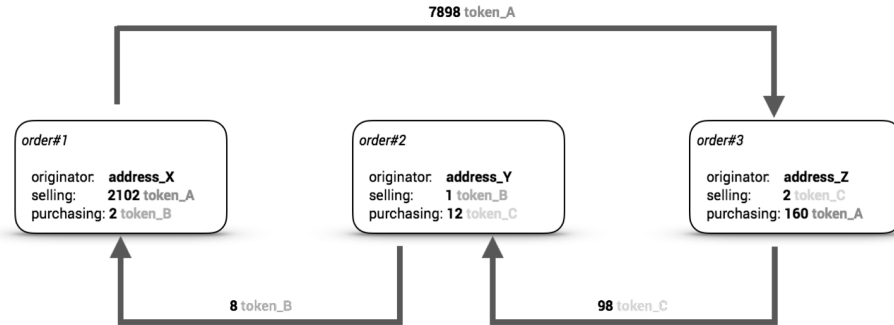 7898 token_A
order#1
originator: address_X
selling: 2102 token_A
purchasing: 2 token_B
order#2
originator: address_Y
selling: 1 token_B
purchasing: 12 token_C
order#3
originator: address_Z
selling: 2 token_C
purchasing: 160 token_A
8 token_B
98 token_C